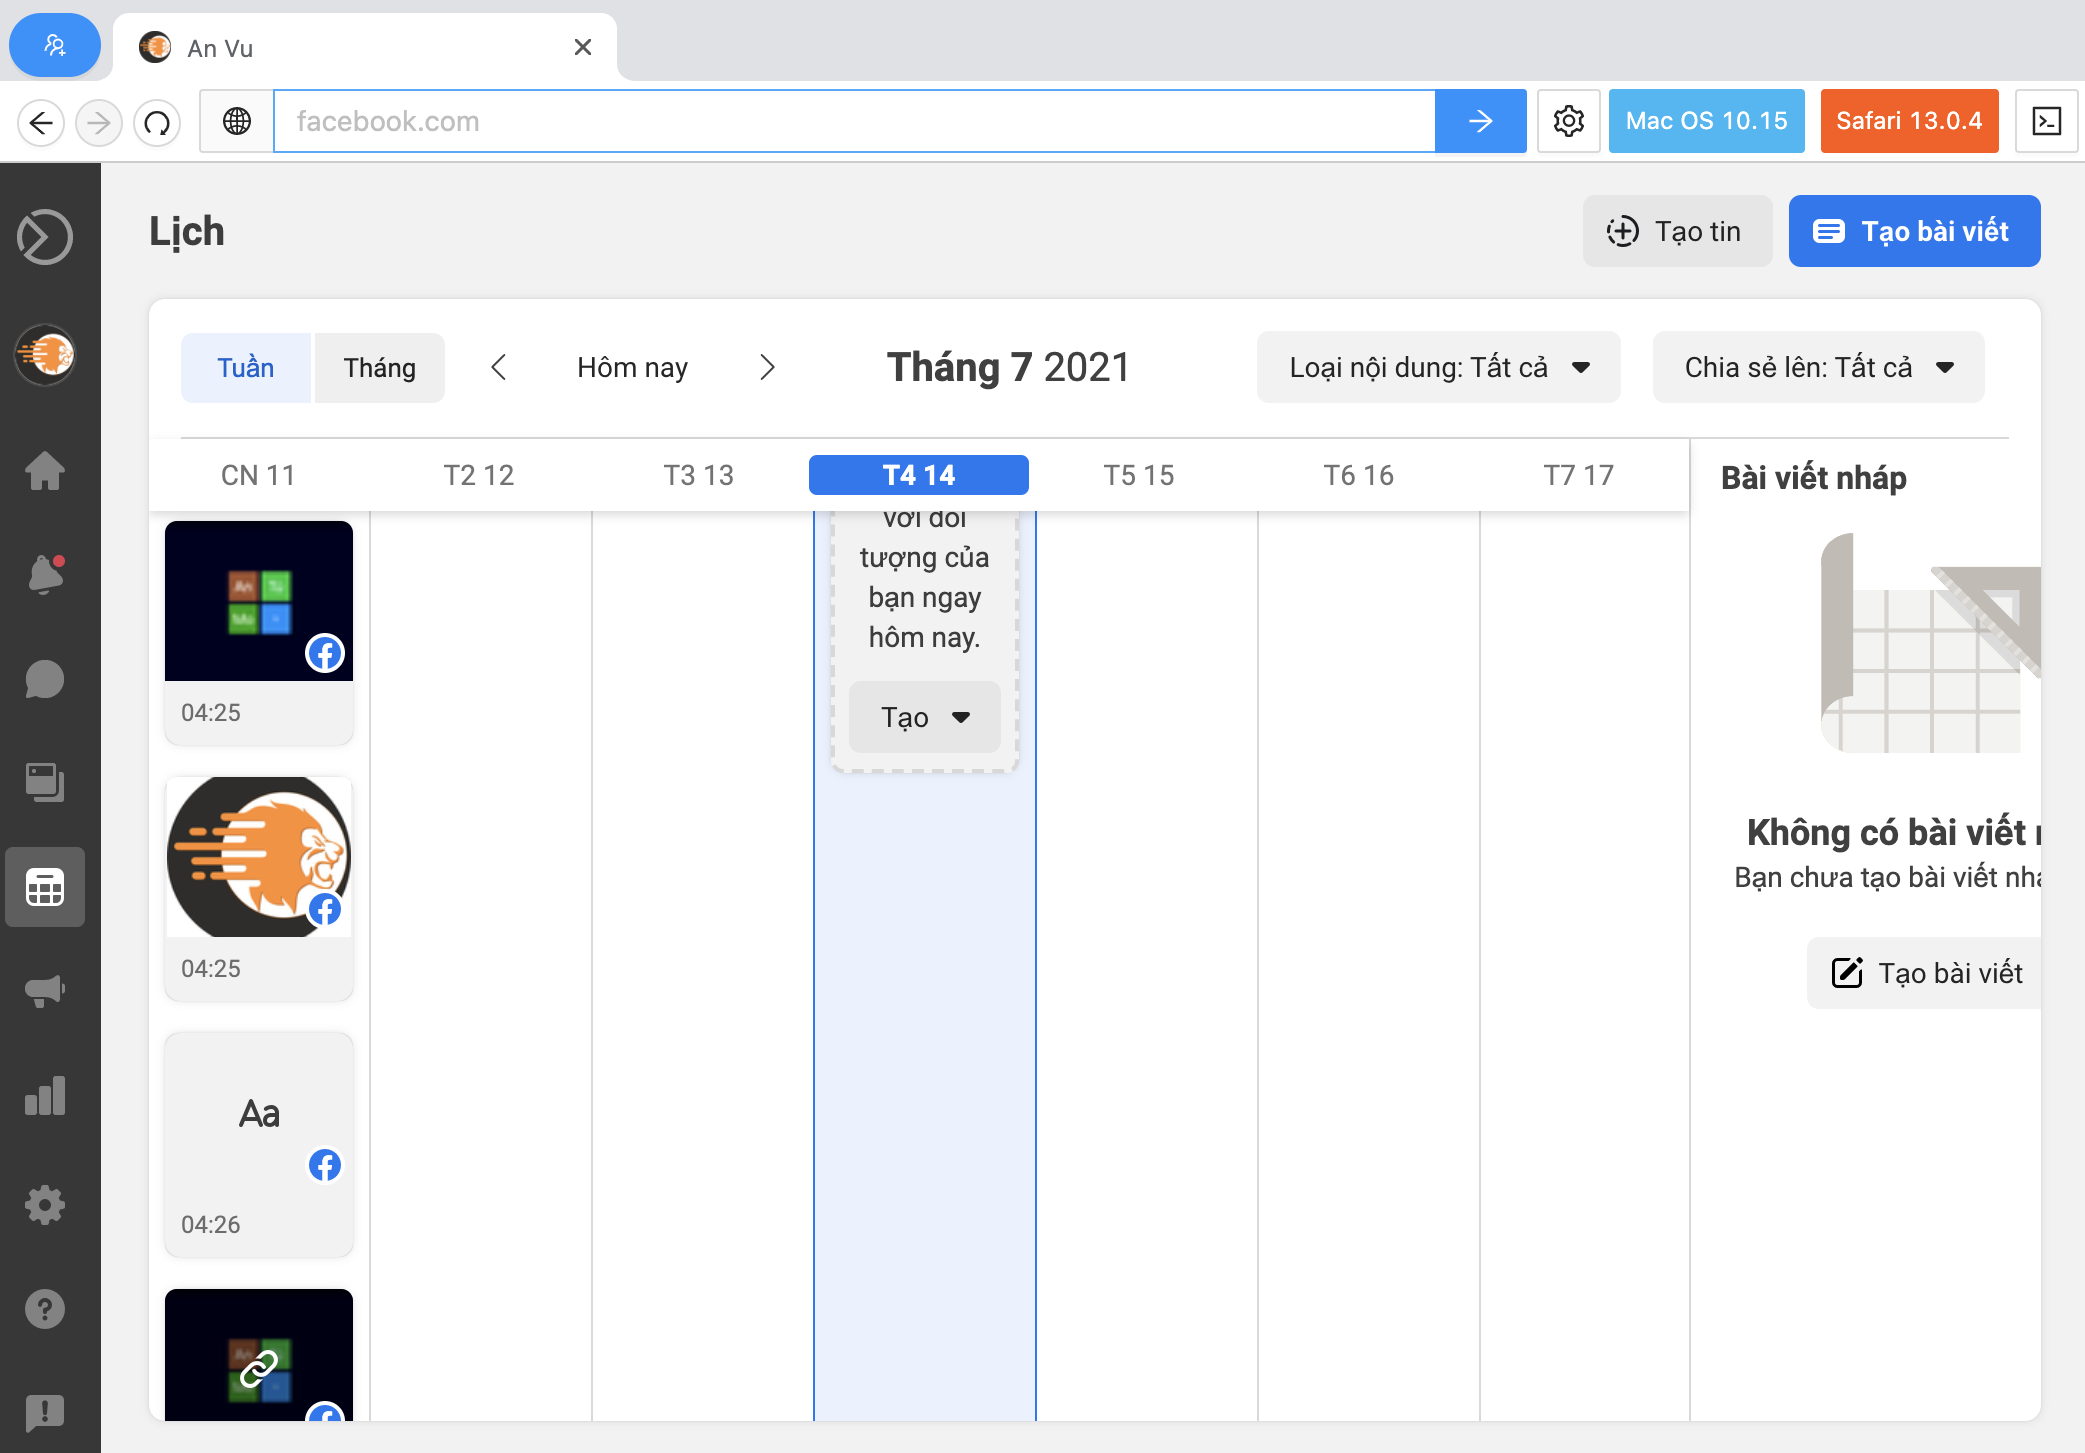 An Vu
facebook.com
Mac OS 10.15
Safari 13.0.4
Lịch
Tạo tin
Tạo bài viết
Tuần
Tháng
Hôm nay
Tháng 7 2021
Loại nội dung: Tất cả
Chia sẻ lên: Tất cả
CN 11
T2 12
T3 13
T4 14
T5 15
T6 16
T7 17
Bài viết nháp
với đối
tượng của
bạn ngay
hôm nay.
Tạo
04:25
04:25
Aa
04:26
Không có bài viết
Bạn chưa tạo bài viết
Tạo bài viết